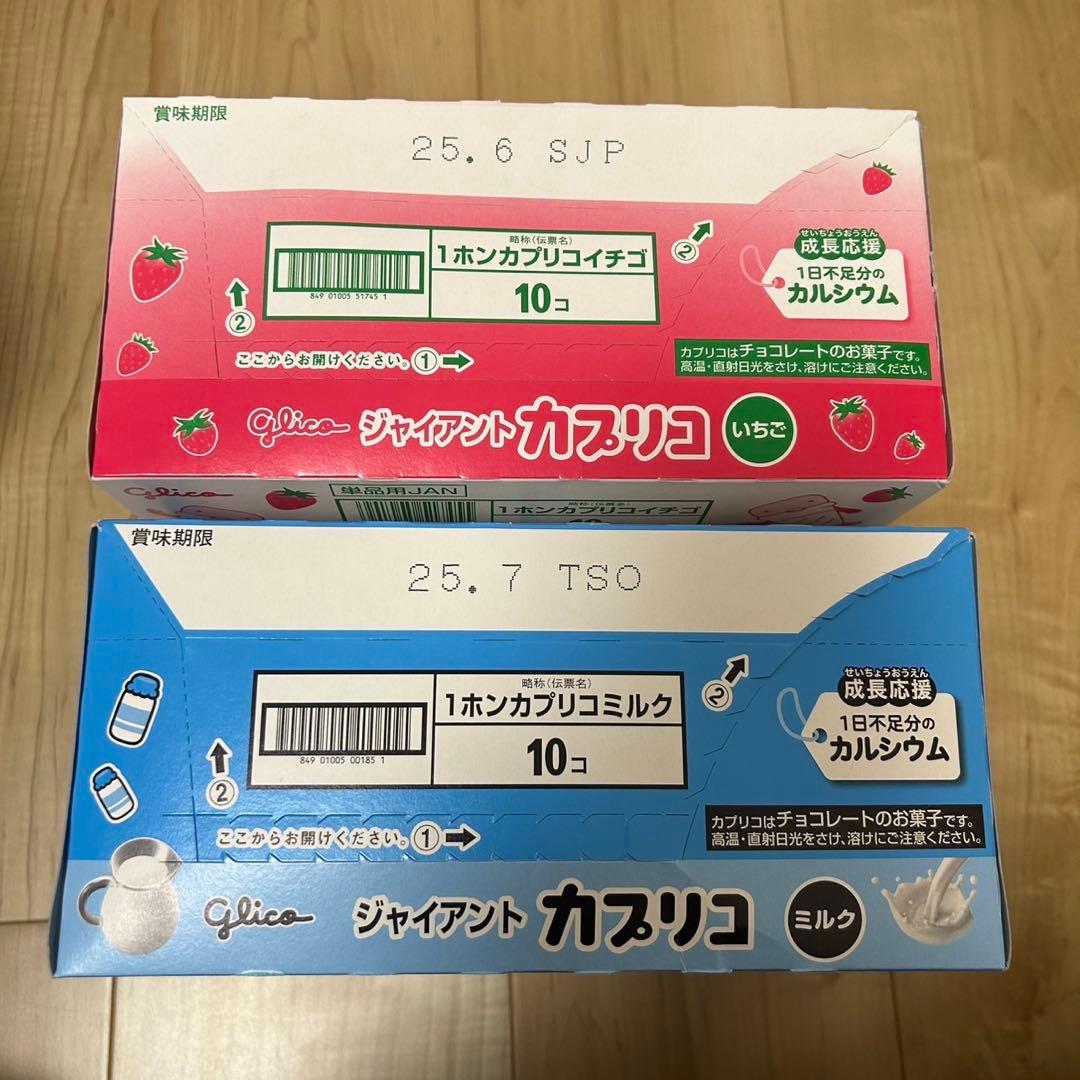 賞味期限
25.6 SJP
略称(伝票名)
1ホンカプリコイチゴ
10コ
849 01005 51745 1
②
②
せいちょうおうえん
成長応援
1日不足分の
カルシウム
ここからお開けください。①
カプリコはチョコレートのお菓子です。
高温・直射日光をさけ、溶けにご注意ください。
glico ジャイアント カプリコ いちご
glico
単品用JAN
略称(伝票名)
1ホンカプリコイチゴ
賞味期限
25.7 TSO
略称(伝票名)
1ホンカプリコミルク
10コ
849 01005 00185 1
②
②
せいちょうおうえん
成長応援
1日不足分の
カルシウム
ここからお開けください。①
カプリコはチョコレートのお菓子です。
高温・直射日光をさけ、溶けにご注意ください。
glico ジャイアント カプリコ ミルク